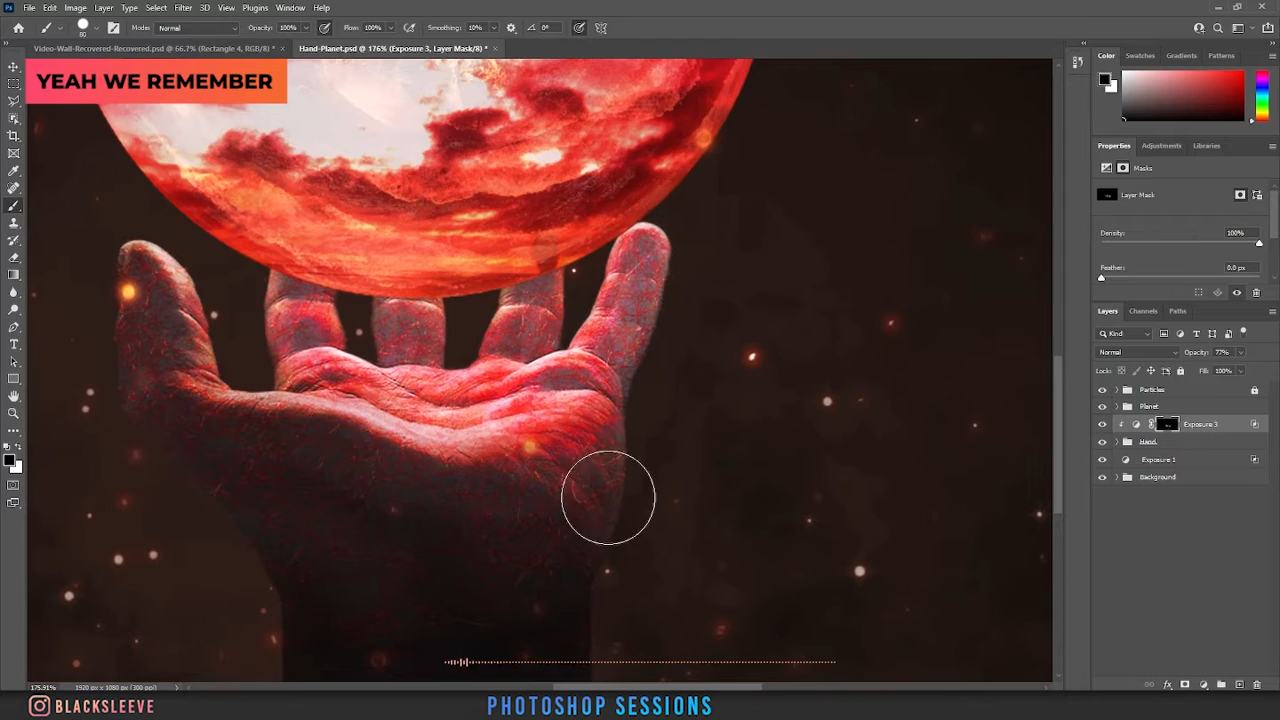 Ps File Edit Image Layer Type Select Filter 3D View Plugins Window Help
80 Mode: Normal Opacity: 100% Flow: 100% Smoothing: 10% 0°
Video-Wall-Recovered-Recovered.psd @ 66.7% (Rectangle 4, RGB/8) * × Hand-Planet.psd @ 176% (Exposure 3, Layer Mask/8) * ×
YEAH WE REMEMBER
Color Swatches Gradients Patterns
Properties Adjustments Libraries
Masks
Layer Mask
Density: 100%
Feather: 0.0 px
Layers Channels Paths
Kind
Normal Opacity: 77%
Locks: Fill: 100%
Particles
Planet
Exposure 3
Hand
Exposure 1
Background
175.91% 1920 px x 1080 px (300 ppi)
BLACKSLEEVE
PHOTOSHOP SESSIONS